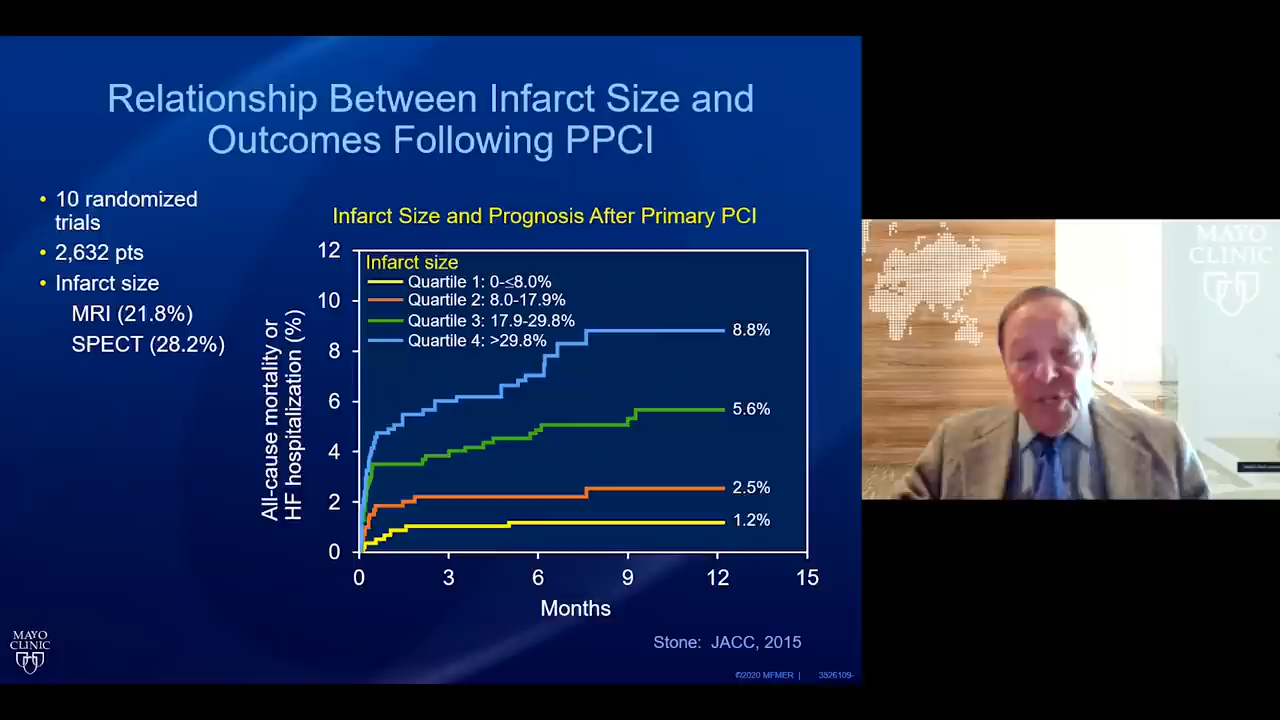 Relationship Between Infarct Size and
Outcomes Following PPCI
• 10 randomized
trials
• 2,632 pts
• Infarct size
MRI (21.8%)
SPECT (28.2%)
Infarct Size and Prognosis After Primary PCI
All-cause mortality or
HF hospitalization (%)
12
10
8
6
4
2
0
Infarct size
Quartile 1: 0-≤8.0%
Quartile 2: 8.0-17.9%
Quartile 3: 17.9-29.8%
Quartile 4: >29.8%
8.8%
5.6%
2.5%
1.2%
0 3 6 9 12 15
Months
Stone: JACC, 2015
MAYO
CLINIC
©2020 MFMER | 3526109-
MAYO
CLINIC